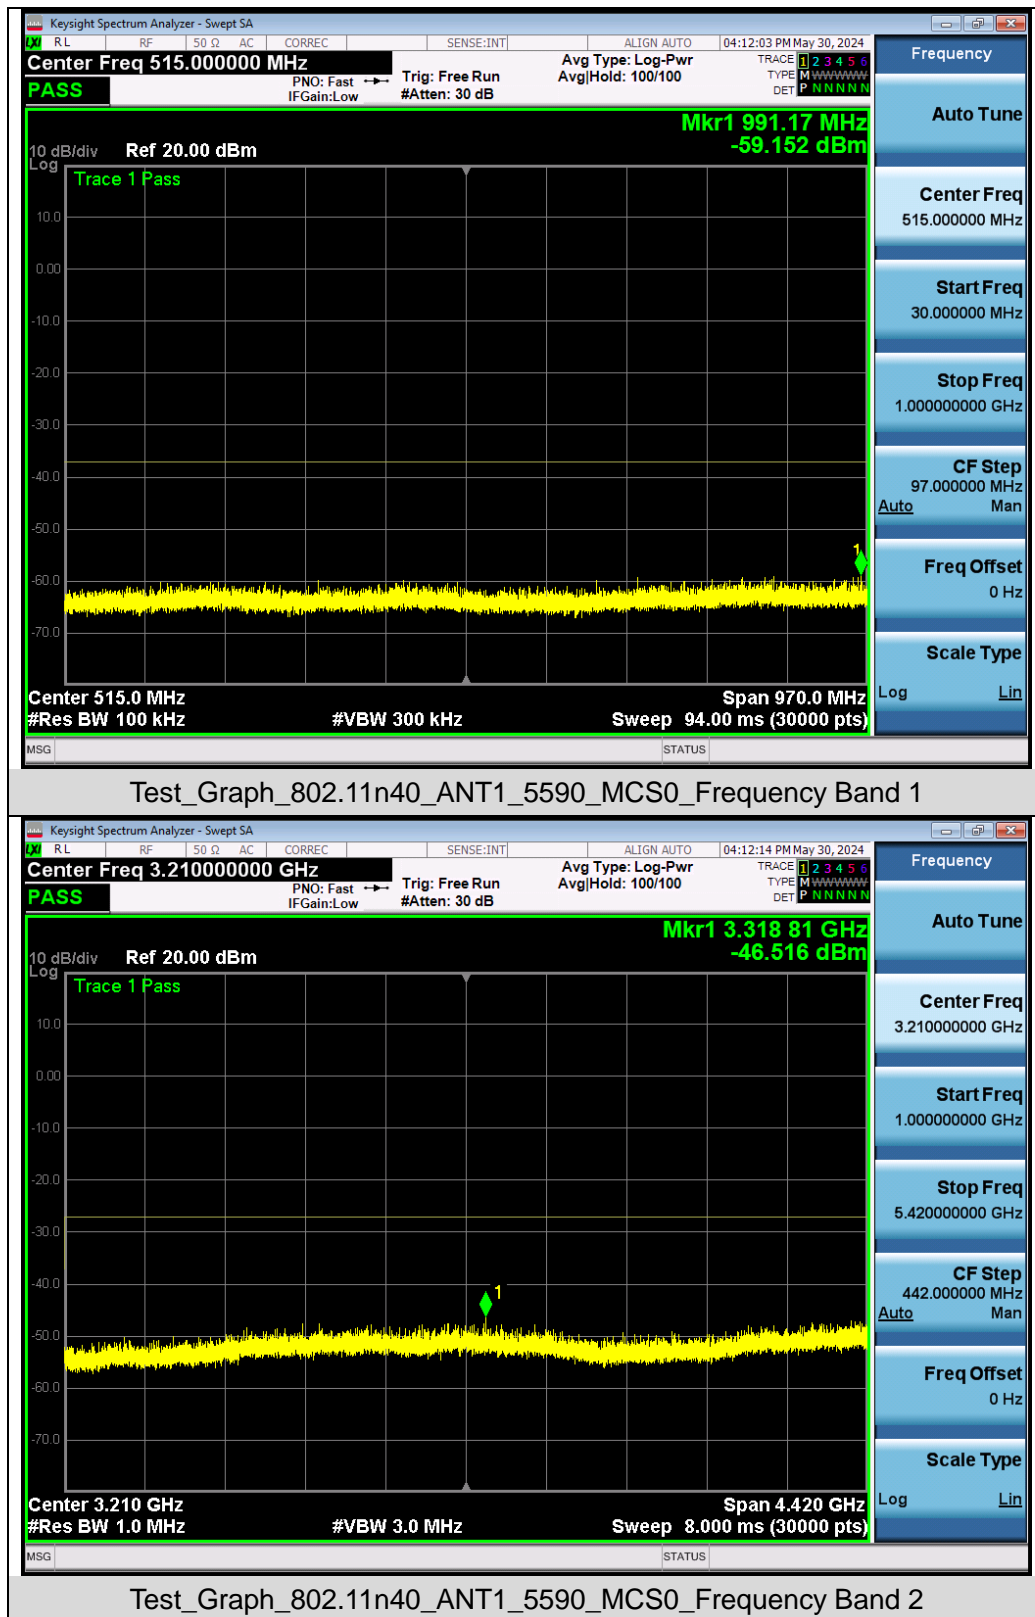 Keysight Spectrum Analyzer - Swept SA
LXI RL RF 50 Ω AC CORREC SENSE:INT ALIGN AUTO 04:12:03 PM May 30, 2024
Center Freq 515.000000 MHz Avg Type: Log-Pwr TRACE 1 2 3 4 5 6
PASS PNO: Fast Trig: Free Run Avg|Hold: 100/100 TYPE M WWWWW
IFGain:Low #Atten: 30 dB DET P N N N N N
Mkr1 991.17 MHz
10 dB/div Ref 20.00 dBm -59.152 dBm
Log
Trace 1 Pass
10.0
0.00
-10.0
-20.0
-30.0
-40.0
-50.0
1
-60.0
-70.0
Center 515.0 MHz Span 970.0 MHz
#Res BW 100 kHz #VBW 300 kHz Sweep 94.00 ms (30000 pts)
MSG STATUS
Frequency
Auto Tune
Center Freq
515.000000 MHz
Start Freq
30.000000 MHz
Stop Freq
1.000000000 GHz
CF Step
97.000000 MHz
Auto Man
Freq Offset
0 Hz
Scale Type
Log Lin
Test_Graph_802.11n40_ANT1_5590_MCS0_Frequency Band 1
Keysight Spectrum Analyzer - Swept SA
LXI RL RF 50 Ω AC CORREC SENSE:INT ALIGN AUTO 04:12:14 PM May 30, 2024
Center Freq 3.210000000 GHz Avg Type: Log-Pwr TRACE 1 2 3 4 5 6
PASS PNO: Fast Trig: Free Run Avg|Hold: 100/100 TYPE M WWWWW
IFGain:Low #Atten: 30 dB DET P N N N N N
Mkr1 3.318 81 GHz
10 dB/div Ref 20.00 dBm -46.516 dBm
Log
Trace 1 Pass
10.0
0.00
-10.0
-20.0
-30.0
-40.0
1
-50.0
-60.0
-70.0
Center 3.210 GHz Span 4.420 GHz
#Res BW 1.0 MHz #VBW 3.0 MHz Sweep 8.000 ms (30000 pts)
MSG STATUS
Frequency
Auto Tune
Center Freq
3.210000000 GHz
Start Freq
1.000000000 GHz
Stop Freq
5.420000000 GHz
CF Step
442.000000 MHz
Auto Man
Freq Offset
0 Hz
Scale Type
Log Lin
Test_Graph_802.11n40_ANT1_5590_MCS0_Frequency Band 2